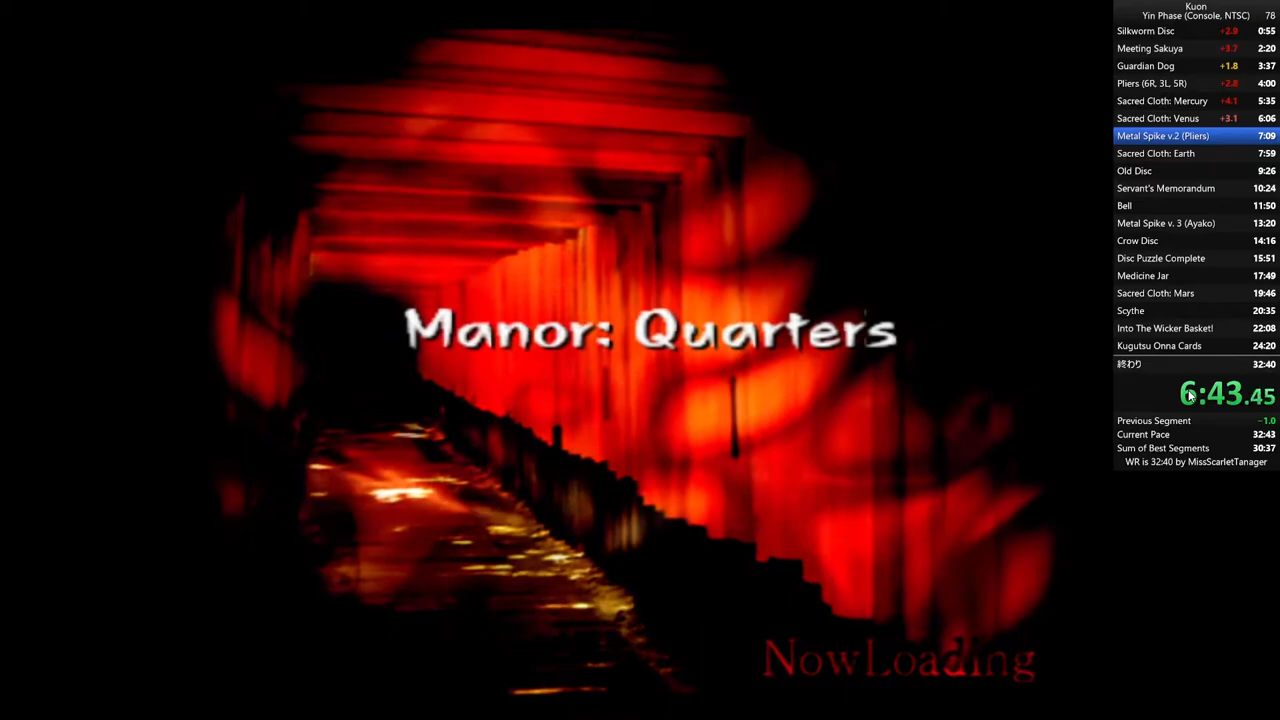 Kuon
Yin Phase (Console, NTSC) 78
Silkworm Disc +2.9 0:55
Meeting Sakuya +3.7 2:20
Guardian Dog +1.8 3:37
Pliers (6R, 3L, 5R) +2.8 4:00
Sacred Cloth: Mercury +4.1 5:35
Sacred Cloth: Venus +3.1 6:06
Metal Spike v.2 (Pliers) 7:09
Sacred Cloth: Earth 7:59
Old Disc 9:26
Servant's Memorandum 10:24
Bell 11:50
Metal Spike v. 3 (Ayako) 13:20
Crow Disc 14:16
Disc Puzzle Complete 15:51
Medicine Jar 17:49
Sacred Cloth: Mars 19:46
Scythe 20:35
Into The Wicker Basket! 22:08
Kugutsu Onna Cards 24:20
終わり 32:40
6:43.45
Previous Segment −1.0
Current Pace 32:43
Sum of Best Segments 30:37
WR is 32:40 by MissScarletTanager
Manor: Quarters
NowLoading